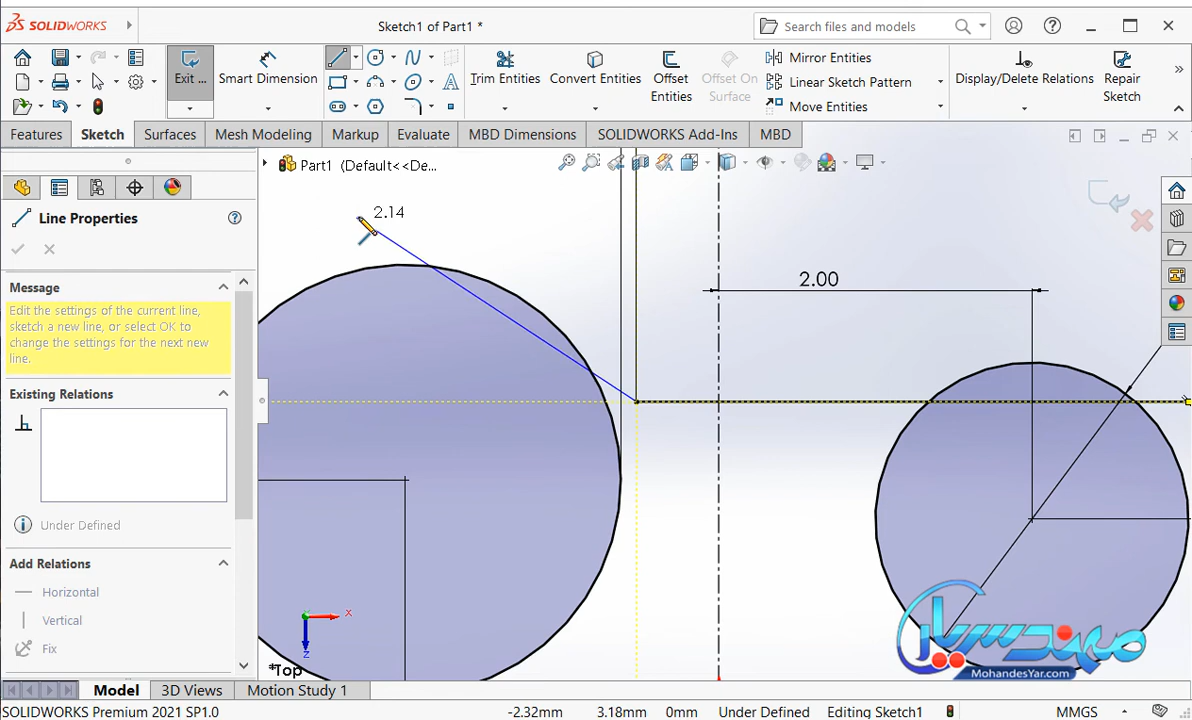 SOLIDWORKS
Sketch1 of Part1 *
Search files and models
Exit ...
Smart Dimension
Trim Entities
Convert Entities
Offset Entities
Offset On Surface
Mirror Entities
Linear Sketch Pattern
Move Entities
Display/Delete Relations
Repair Sketch
Features
Sketch
Surfaces
Mesh Modeling
Markup
Evaluate
MBD Dimensions
SOLIDWORKS Add-Ins
MBD
Part1 (Default<<De...
Line Properties
Message
Edit the settings of the current line,
sketch a new line, or select OK to
change the settings for the next new
line.
Existing Relations
Under Defined
Add Relations
Horizontal
Vertical
Fix
2.14
2.00
X
Z
*Top
مهندسیار
MohandesYar.com
Model
3D Views
Motion Study 1
SOLIDWORKS Premium 2021 SP1.0
-2.32mm
3.18mm
0mm
Under Defined
Editing Sketch1
MMGS